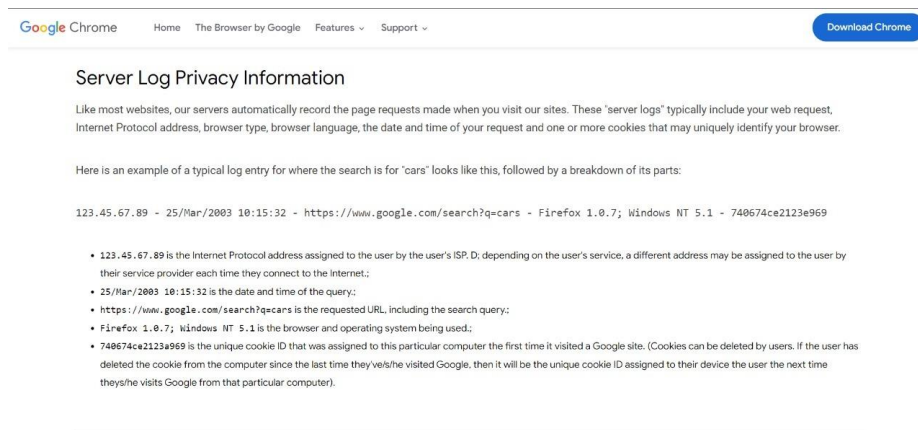 Google Chrome Home The Browser by Google Features Support Download Chrome
Server Log Privacy Information
Like most websites, our servers automatically record the page requests made when you visit our sites. These "server logs" typically include your web request,
Internet Protocol address, browser type, browser language, the date and time of your request and one or more cookies that may uniquely identify your browser.
Here is an example of a typical log entry for where the search is for "cars" looks like this, followed by a breakdown of its parts:
123.45.67.89 - 25/Mar/2003 10:15:32 - https://www.google.com/search?q=cars - Firefox 1.0.7; Windows NT 5.1 - 740674ce2123e969
• 123.45.67.89 is the Internet Protocol address assigned to the user by the user's ISP. D; depending on the user's service, a different address may be assigned to the user by
their service provider each time they connect to the Internet.;
• 25/Mar/2003 10:15:32 is the date and time of the query.;
• https://www.google.com/search?q=cars is the requested URL, including the search query.;
• Firefox 1.0.7; Windows NT 5.1 is the browser and operating system being used.;
• 740674ce2123a969 is the unique cookie ID that was assigned to this particular computer the first time it visited a Google site. (Cookies can be deleted by users. If the user has
deleted the cookie from the computer since the last time they've/s/he visited Google, then it will be the unique cookie ID assigned to their device the user the next time
theys/he visits Google from that particular computer).